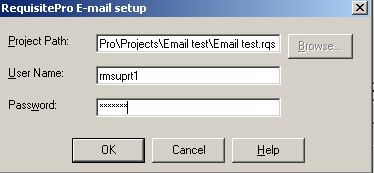 RequisitePro E-mail setup
Project Path: Pro\Projects\Email test\Email test.rqs Browse...
User Name: rmsuprt1
Password: *******
OK Cancel Help